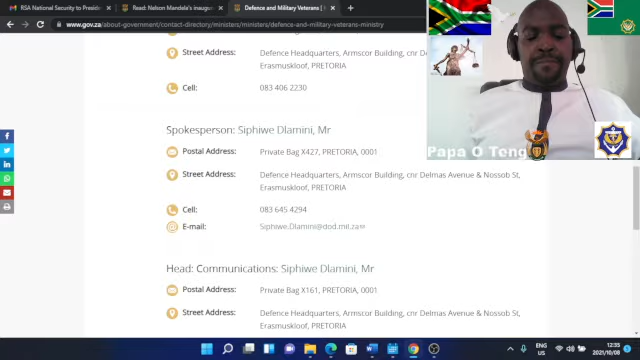 RSA National Security to Preside
Read: Nelson Mandela's inaugu
Defence and Military Veterans |
www.gov.za/about-government/contact-directory/ministers/ministers/defence-and-military-veterans-ministry
Street Address: Defence Headquarters, Armscor Building, cnr
Erasmuskloof, PRETORIA
Cell: 083 406 2230
Spokesperson: Siphiwe Dlamini, Mr
Postal Address: Private Bag X427, PRETORIA, 0001
Street Address: Defence Headquarters, Armscor Building, cnr Delmas Avenue & Nossob St,
Erasmuskloof, PRETORIA
Cell: 083 645 4294
E-mail: Siphiwe.Dlamini@dod.mil.za
Head: Communications: Siphiwe Dlamini, Mr
Postal Address: Private Bag X161, PRETORIA, 0001
Street Address: Defence Headquarters, Armscor Building, cnr Delmas Avenue & Nossob St,
Erasmuskloof, PRETORIA
Papa O Teng
ENG
US
12:55
2021/10/08